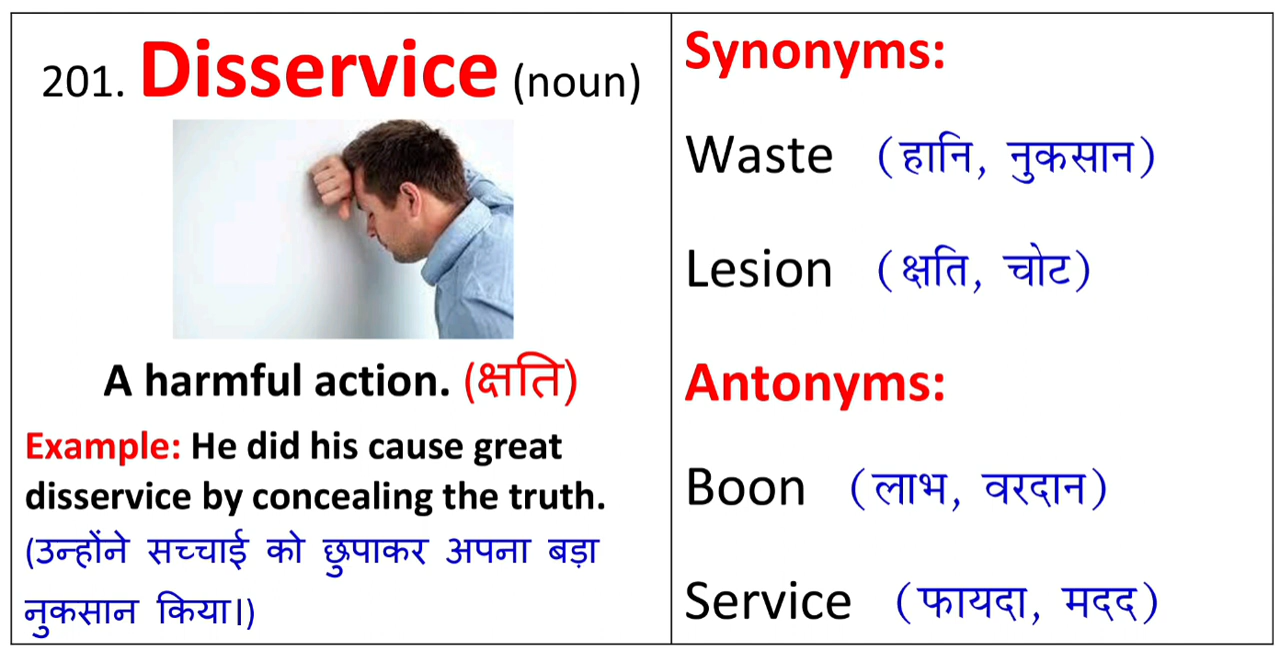 201. Disservice (noun)
A harmful action. (क्षति)
Example: He did his cause great
disservice by concealing the truth.
(उन्होंने सच्चाई को छुपाकर अपना बड़ा
नुकसान किया।)
Synonyms:
Waste (हानि, नुकसान)
Lesion (क्षति, चोट)
Antonyms:
Boon (लाभ, वरदान)
Service (फायदा, मदद)